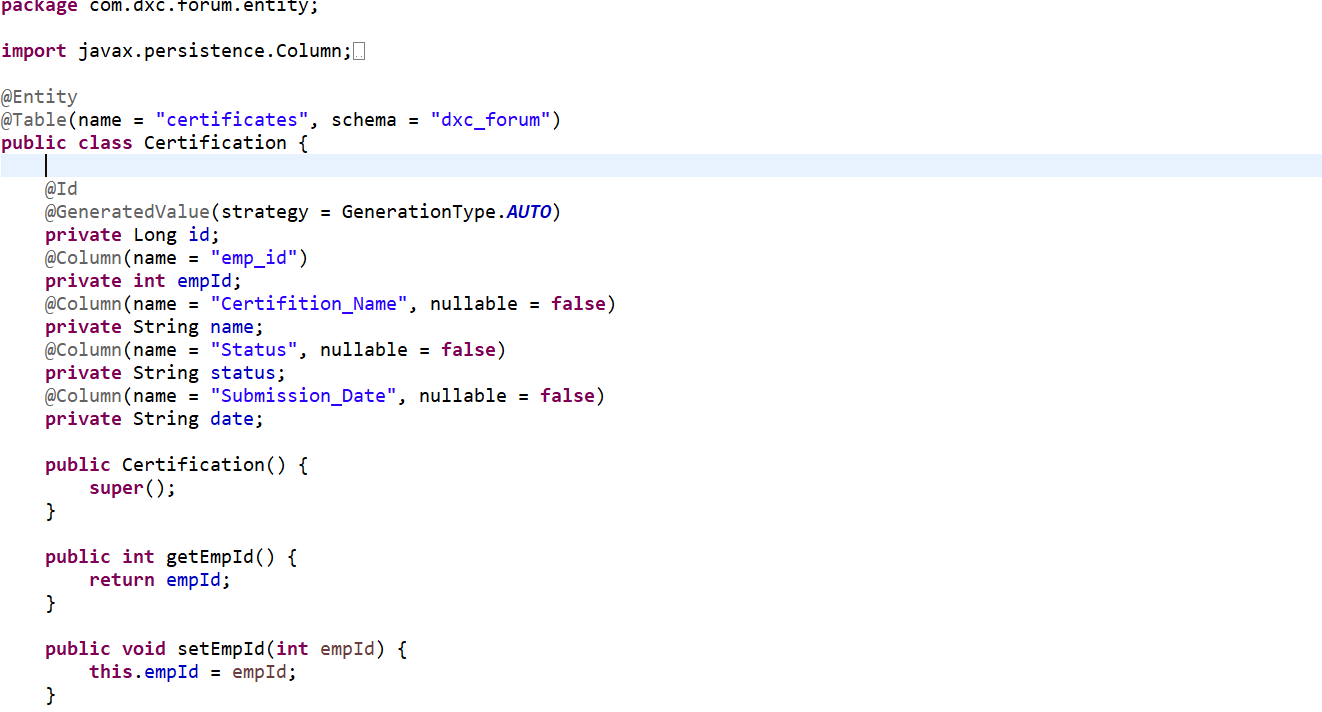 package com.dxc.forum.entity;
import javax.persistence.Column;
@Entity
@Table(name = "certificates", schema = "dxc_forum")
public class Certification {
@Id
@GeneratedValue(strategy = GenerationType.AUTO)
private Long id;
@Column(name = "emp_id")
private int empId;
@Column(name = "Certifition_Name", nullable = false)
private String name;
@Column(name = "Status", nullable = false)
private String status;
@Column(name = "Submission_Date", nullable = false)
private String date;
public Certification() {
super();
}
public int getEmpId() {
return empId;
}
public void setEmpId(int empId) {
this.empId = empId;
}